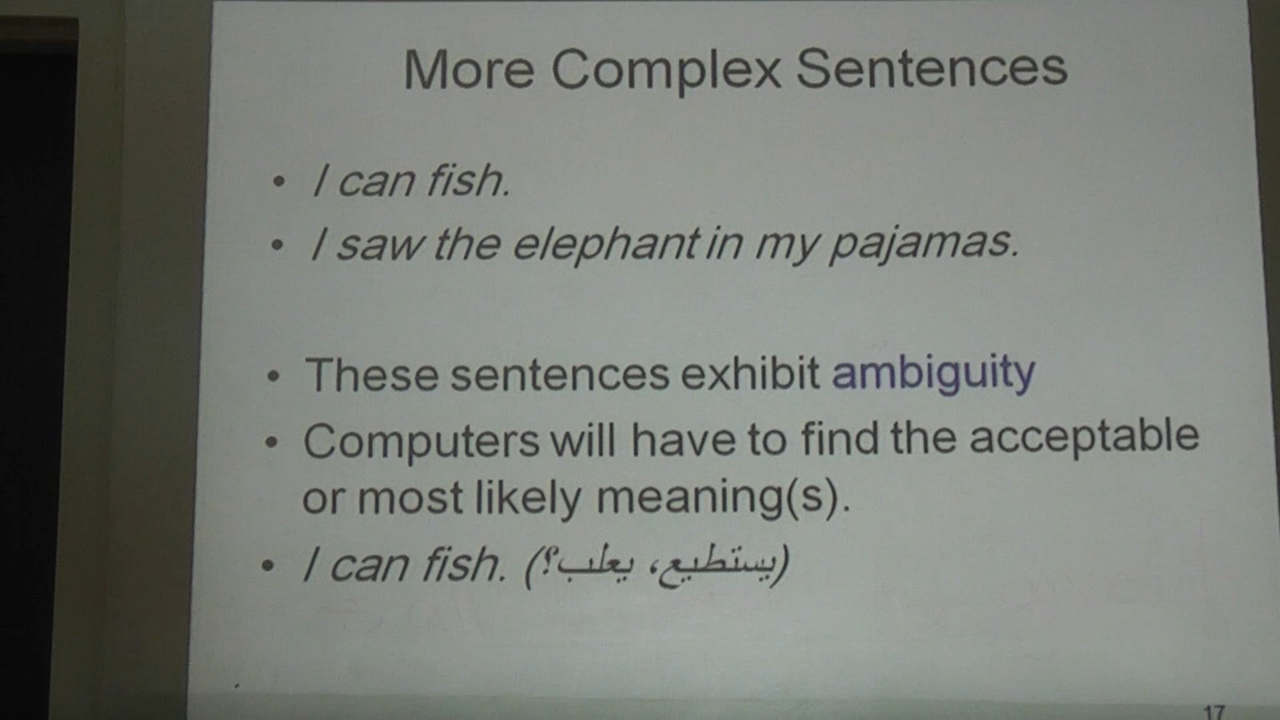 More Complex Sentences
• I can fish.
• I saw the elephant in my pajamas.
• These sentences exhibit ambiguity
• Computers will have to find the acceptable
or most likely meaning(s).
• I can fish. (يستطيع، يعلب؟)
17